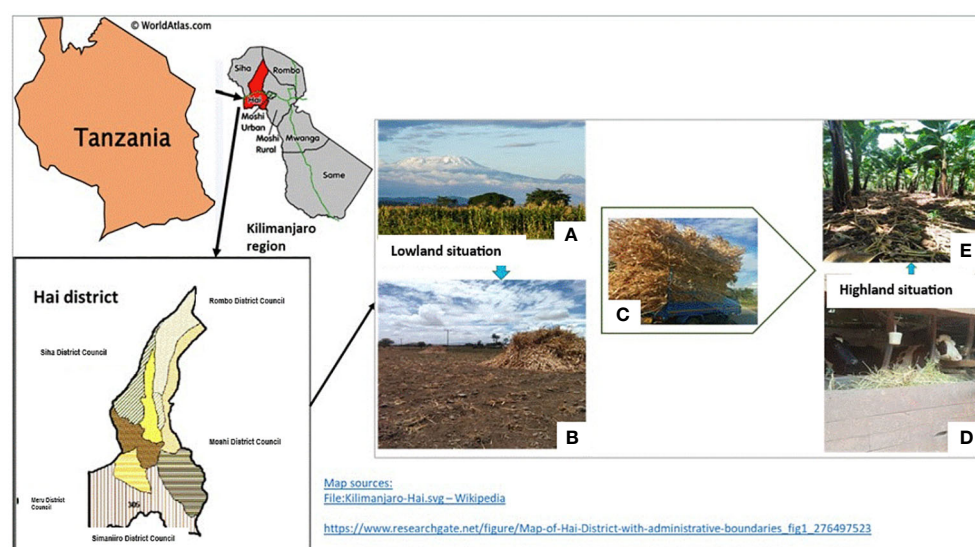 © WorldAtlas.com
Tanzania
Siha
Rombo
Hai
Moshi
Urban
Moshi
Rural
Mwanga
Same
Kilimanjaro
region
A
Lowland situation
B
C
E
Highland situation
D
Hai district
Rombo District Council
Siha District Council
Moshi District Council
Meru District
Council
305
Simanjiro District Council
Map sources:
File:Kilimanjaro-Hai.svg – Wikipedia
https://www.researchgate.net/figure/Map-of-Hai-District-with-administrative-boundaries_fig1_276497523